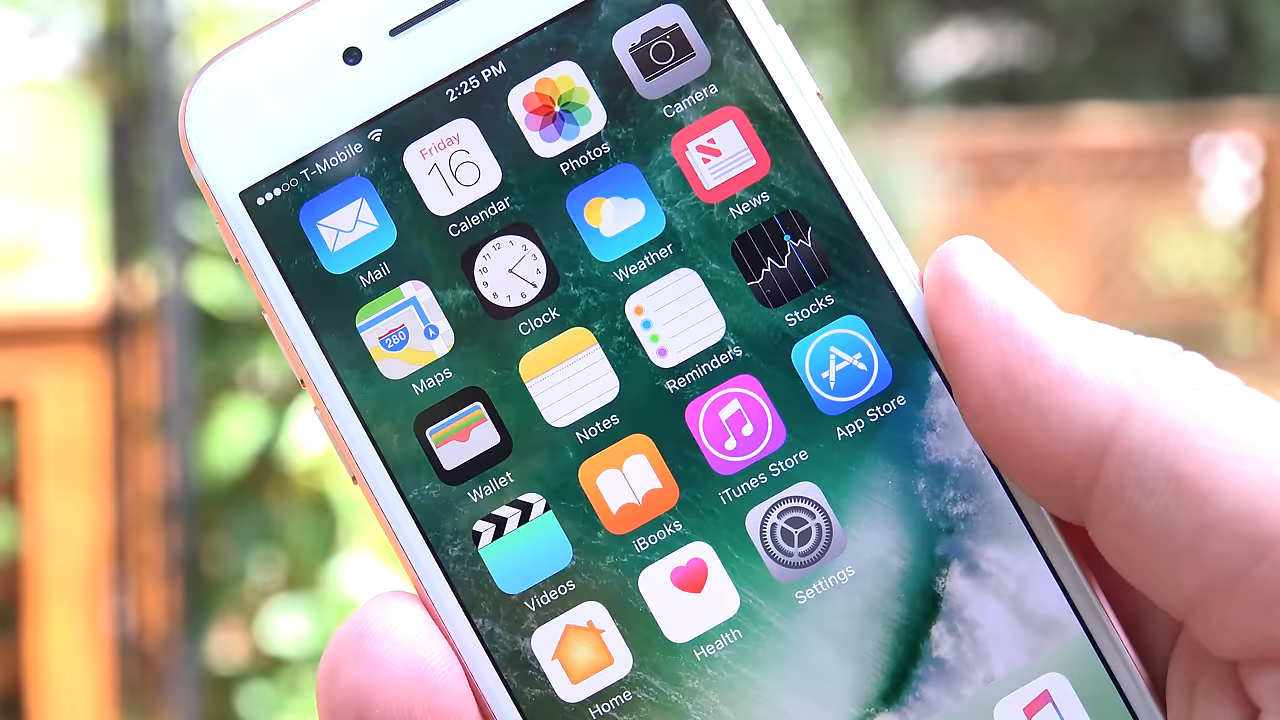 T-Mobile 2:25 PM
Mail
Friday
16
Calendar
Photos
Camera
280
Maps
Clock
Weather
News
Wallet
Notes
Reminders
Stocks
Videos
iBooks
iTunes Store
App Store
Home
Health
Settings